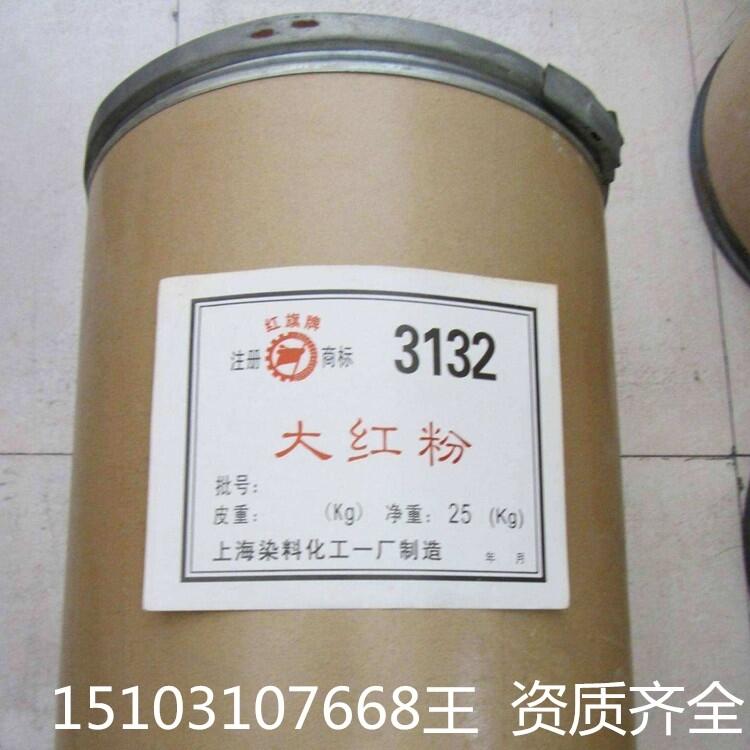 红旗牌
注册 商标 3132
大红粉
批号：
皮重： (Kg) 净重：25 (Kg)
上海染料化工一厂制造 年 月
15103107668王 资质齐全